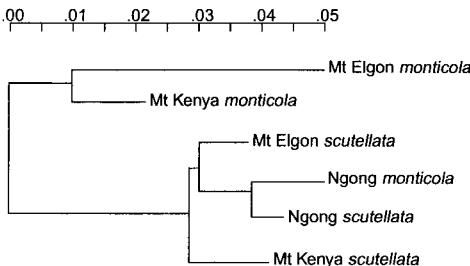 .00 .01 .02 .03 .04 .05
Mt Elgon monticola
Mt Kenya monticola
Mt Elgon scutellata
Ngong monticola
Ngong scutellata
Mt Kenya scutellata